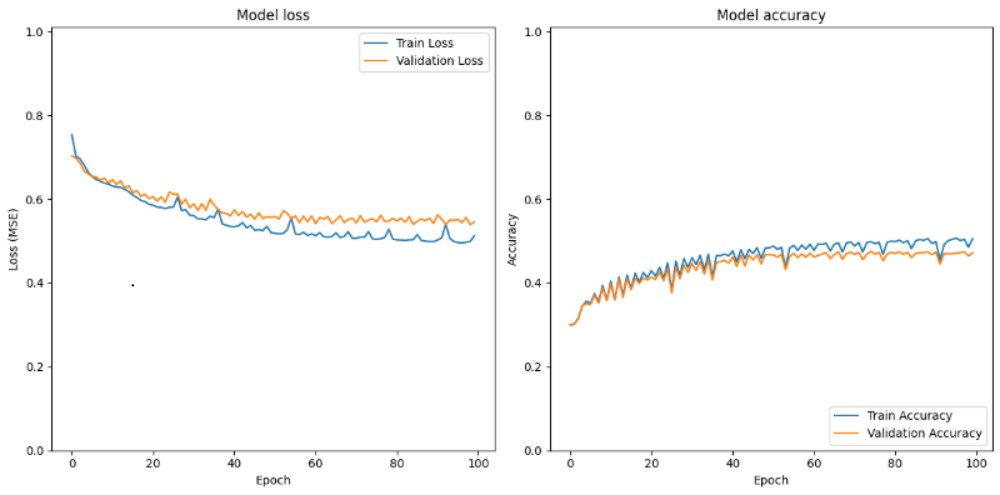 Model loss
1.0
0.8
0.6
0.4
0.2
0.0
Loss (MSE)
0
20
40
60
80
100
Epoch
Train Loss
Validation Loss
Model accuracy
1.0
0.8
0.6
0.4
0.2
0.0
Accuracy
0
20
40
60
80
100
Epoch
Train Accuracy
Validation Accuracy